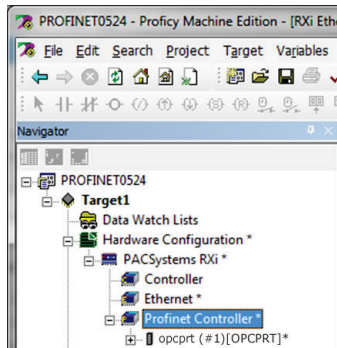 PROFINET0524 - Proficy Machine Edition - [RXi Eth
File Edit Search Project Target Variables
Navigator
PROFINET0524
Target1
Data Watch Lists
Hardware Configuration *
PACSystems RXi *
Controller
Ethernet *
Profinet Controller *
opcprt (#1)[OPCPRT]*